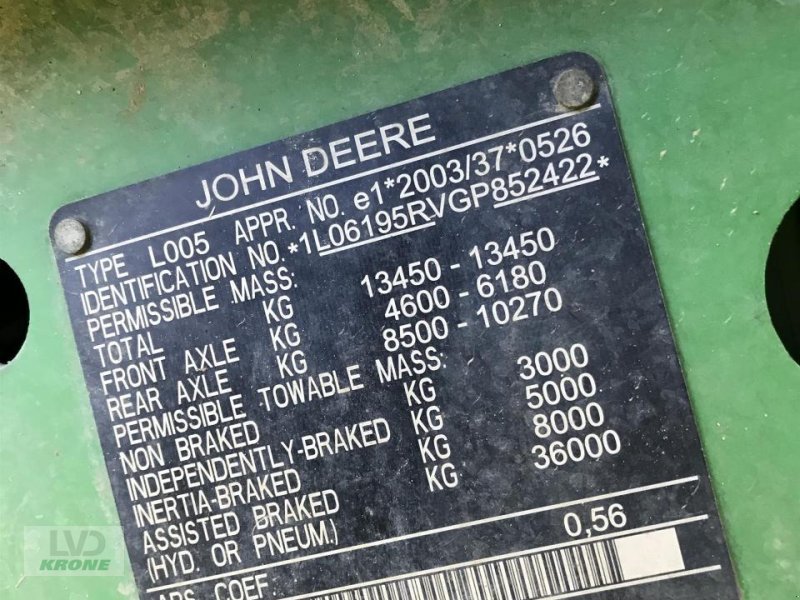 JOHN DEERE
TYPE L005 APPR. NO. e1*2003/37*0526
IDENTIFICATION NO. *1L06195RVGP852422*
PERMISSIBLE MASS:
TOTAL KG 13450 - 13450
FRONT AXLE KG 4600 - 6180
REAR AXLE KG 8500 - 10270
PERMISSIBLE TOWABLE MASS:
NON BRAKED KG 3000
INDEPENDENTLY-BRAKED KG 5000
INERTIA-BRAKED KG 8000
ASSISTED BRAKED KG 36000
(HYD. OR PNEUM.)
ABS. COEF. 0,56
LVD
KRONE